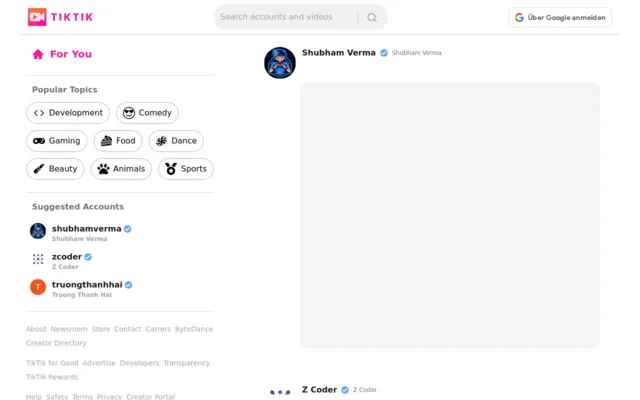 TIKTIK
Search accounts and videos
Über Google anmelden
For You
Popular Topics
Development
Comedy
Gaming
Food
Dance
Beauty
Animals
Sports
Suggested Accounts
shubhamverma
Shubham Verma
zcoder
Z Coder
T
truongthanhhai
Truong Thanh Hai
About Newsroom Store Contact Carrers ByteDance
Creator Directory
TikTik for Good Advertise Developers Transparency
TikTik Rewards
Help Safety Terms Privacy Creator Portal
Shubham Verma Shubham Verma
Z Coder Z Coder